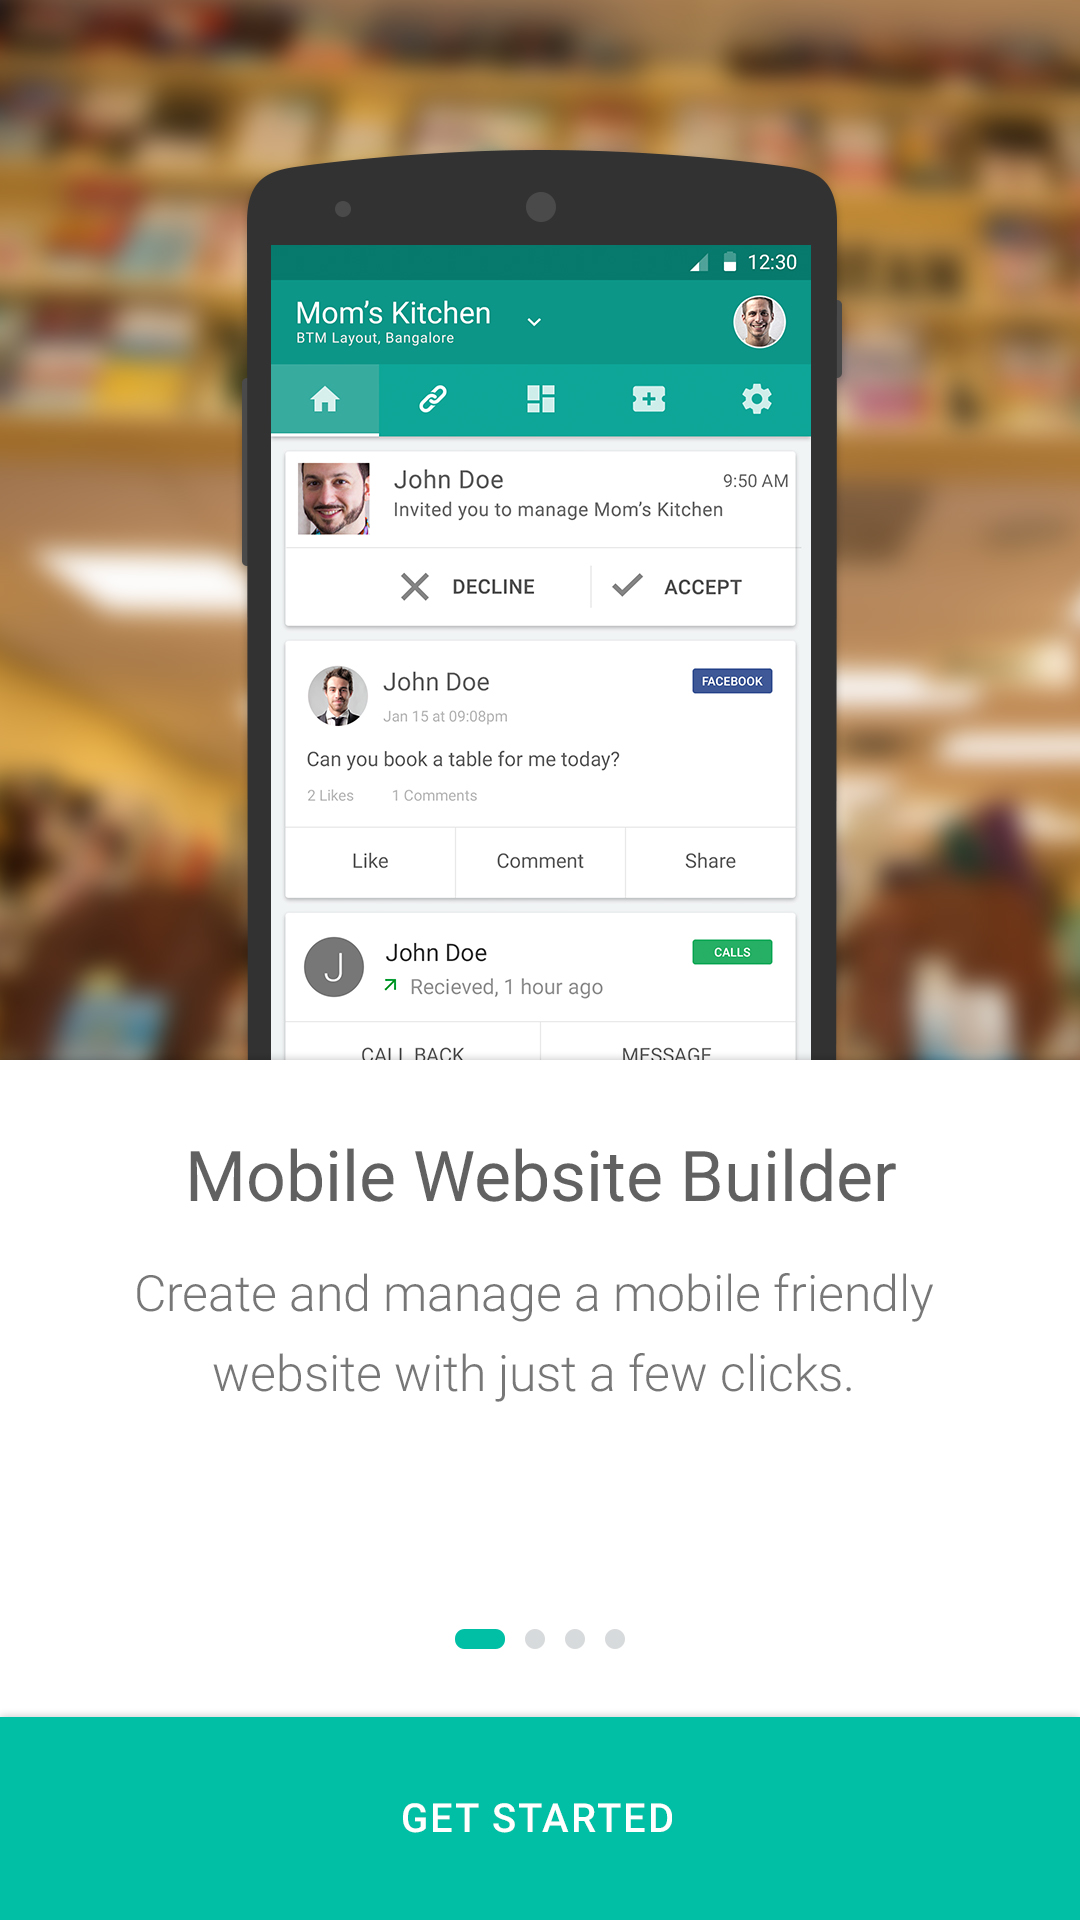 12:30
Mom’s Kitchen
BTM Layout, Bangalore
John Doe
9:50 AM
Invited you to manage Mom’s Kitchen
DECLINE
ACCEPT
John Doe
FACEBOOK
Jan 15 at 09:08pm
Can you book a table for me today?
2 Likes 1 Comments
Like Comment Share
J
John Doe
CALLS
Recieved, 1 hour ago
CALL BACK MESSAGE
Mobile Website Builder
Create and manage a mobile friendly
website with just a few clicks.
GET STARTED